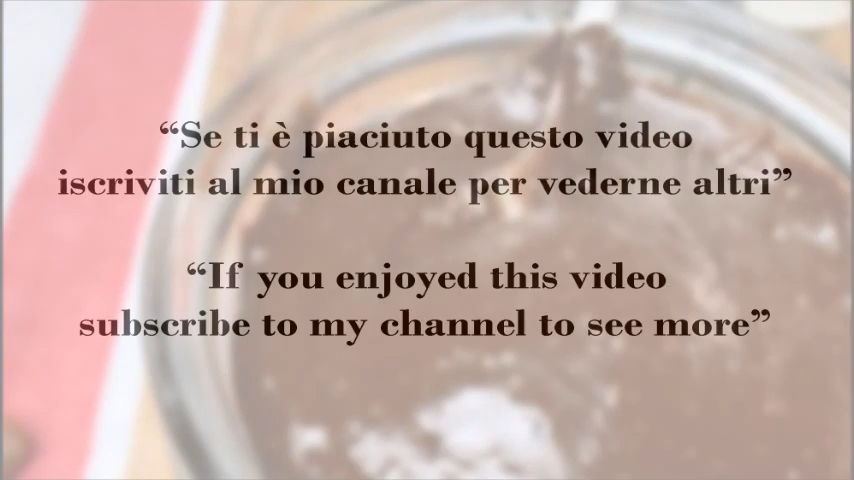 “Se ti è piaciuto questo video
iscriviti al mio canale per vederne altri”
“If you enjoyed this video
subscribe to my channel to see more”